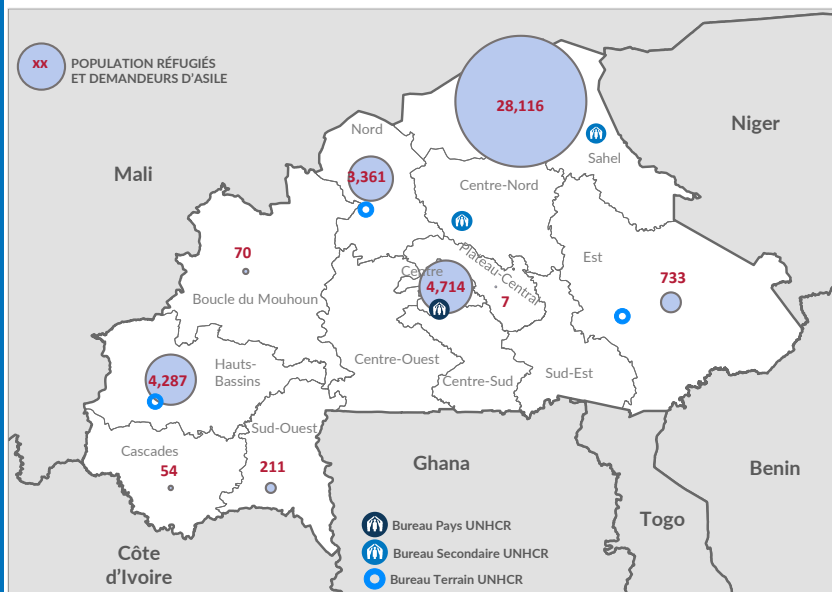 xx
POPULATION RÉFUGIÉS
ET DEMANDEURS D'ASILE
28,116
Niger
Nord
Sahel
Mali
3,361
Centre-Nord
70
Est
Plateau-Central
Centre
733
4,714
7
Boucle du Mouhoun
Centre-Ouest
Hauts-
Bassins
4,287
Sud-Est
Centre-Sud
Sud-Ouest
Cascades
54
211
Ghana
Benin
Togo
Bureau Pays UNHCR
Côte
d'Ivoire
Bureau Secondaire UNHCR
Bureau Terrain UNHCR